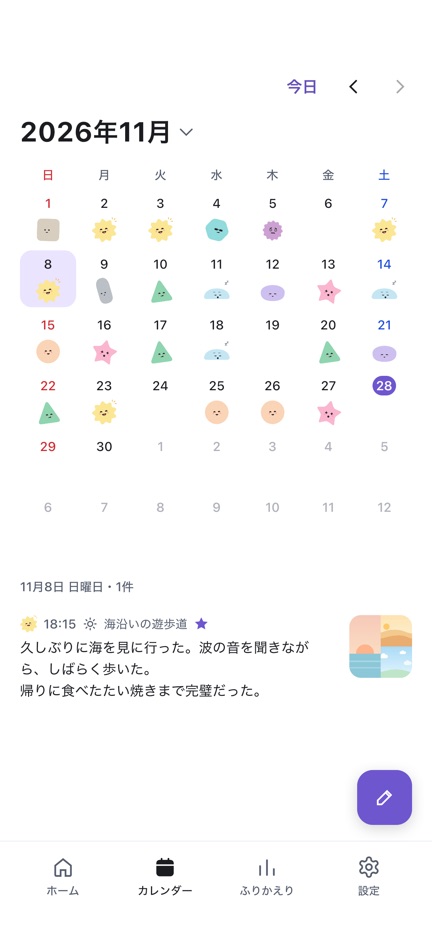 今日
2026年11月
日 月 火 水 木 金 土
1 2 3 4 5 6 7
8 9 10 11 12 13 14
15 16 17 18 19 20 21
22 23 24 25 26 27 28
29 30 1 2 3 4 5
6 7 8 9 10 11 12
11月8日 日曜日・1件
18:15 海沿いの遊歩道
久しぶりに海を見に行った。波の音を聞きなが
ら、しばらく歩いた。
帰りに食べたたい焼きまで完璧だった。
ホーム カレンダー ふりかえり 設定